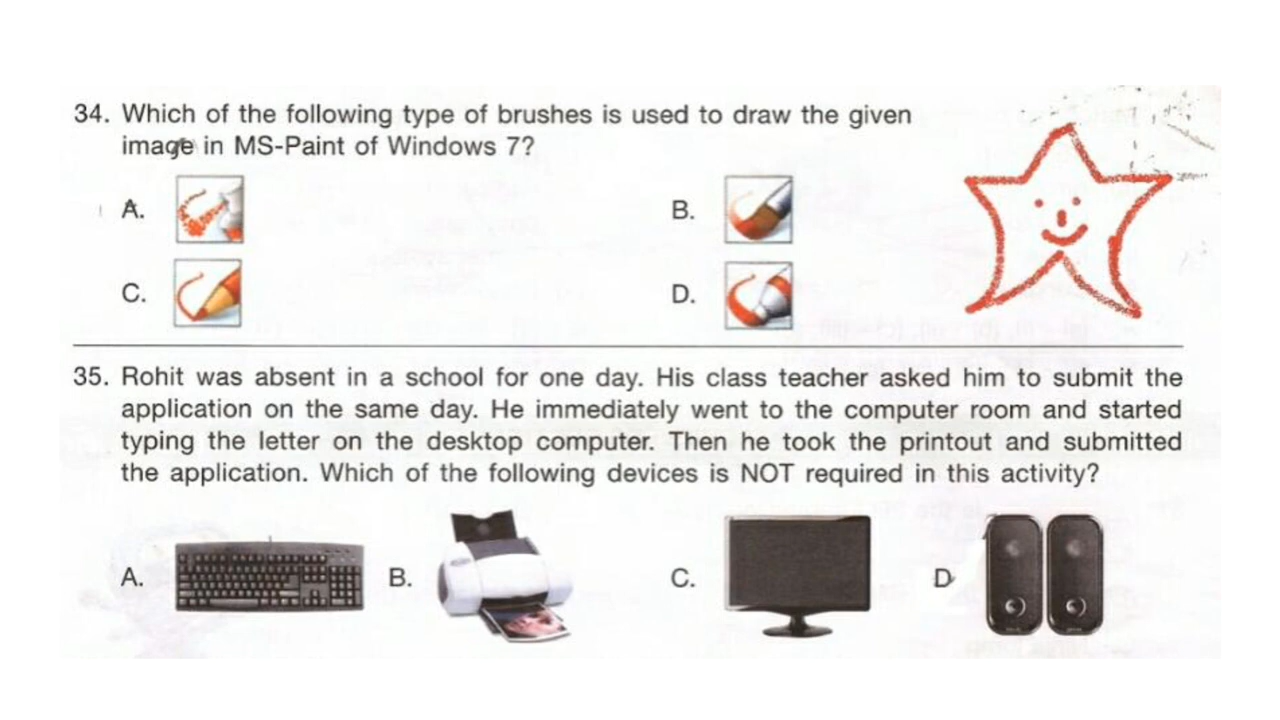 34. Which of the following type of brushes is used to draw the given
image in MS-Paint of Windows 7?
A. B.
C. D.
35. Rohit was absent in a school for one day. His class teacher asked him to submit the
application on the same day. He immediately went to the computer room and started
typing the letter on the desktop computer. Then he took the printout and submitted
the application. Which of the following devices is NOT required in this activity?
A. B. C. D